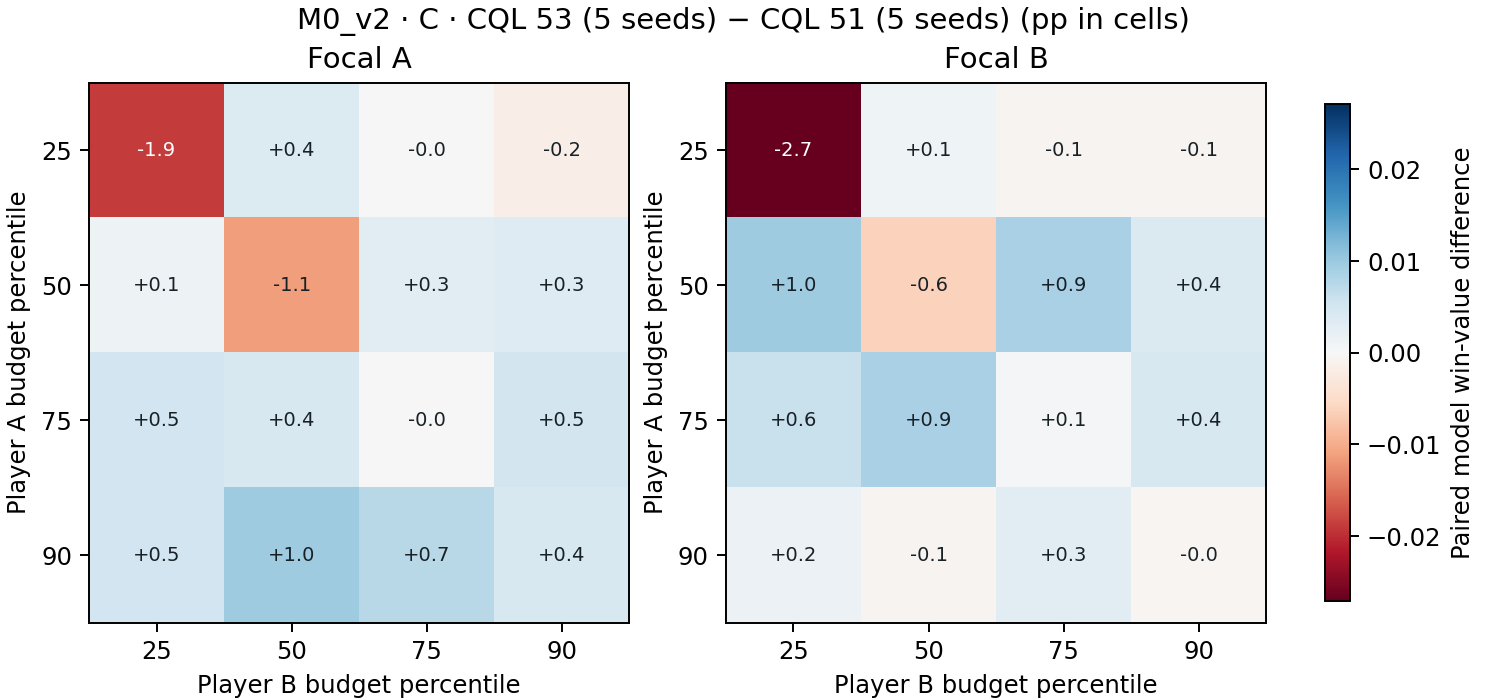 M0_v2 · C · CQL 53 (5 seeds) − CQL 51 (5 seeds) (pp in cells)
Focal A
Player A budget percentile
25 -1.9 +0.4 -0.0 -0.2
50 +0.1 -1.1 +0.3 +0.3
75 +0.5 +0.4 -0.0 +0.5
90 +0.5 +1.0 +0.7 +0.4
25 50 75 90
Player B budget percentile
Focal B
Player A budget percentile
25 -2.7 +0.1 -0.1 -0.1
50 +1.0 -0.6 +0.9 +0.4
75 +0.6 +0.9 +0.1 +0.4
90 +0.2 -0.1 +0.3 -0.0
25 50 75 90
Player B budget percentile
0.02
0.01
0.00
−0.01
−0.02
Paired model win-value difference